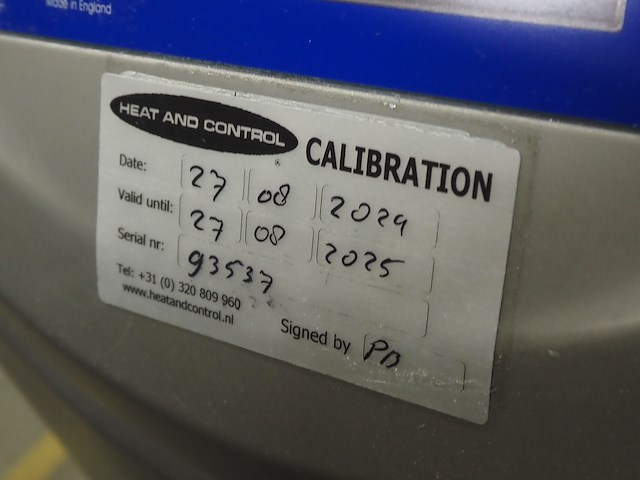 Made in England
HEAT AND CONTROL
®
CALIBRATION
Date: 27 08 2024
Valid until: 27 08 2025
Serial nr: 93537
Tel: +31 (0) 320 809 960
www.heatandcontrol.nl
Signed by PD